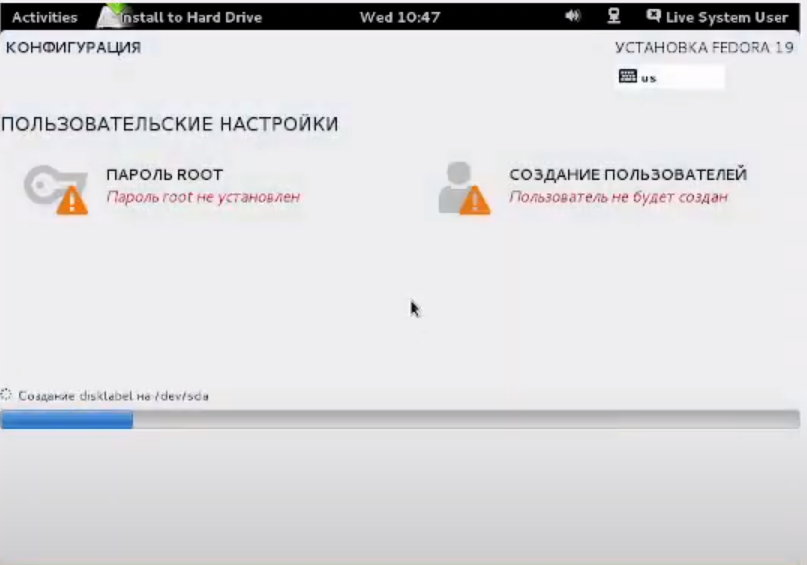 Activities Install to Hard Drive Wed 10:47 Live System User
КОНФИГУРАЦИЯ УСТАНОВКА FEDORA 19
us
ПОЛЬЗОВАТЕЛЬСКИЕ НАСТРОЙКИ
ПАРОЛЬ ROOT
Пароль root не установлен
СОЗДАНИЕ ПОЛЬЗОВАТЕЛЕЙ
Пользователь не будет создан
Создание disklabel на /dev/sda